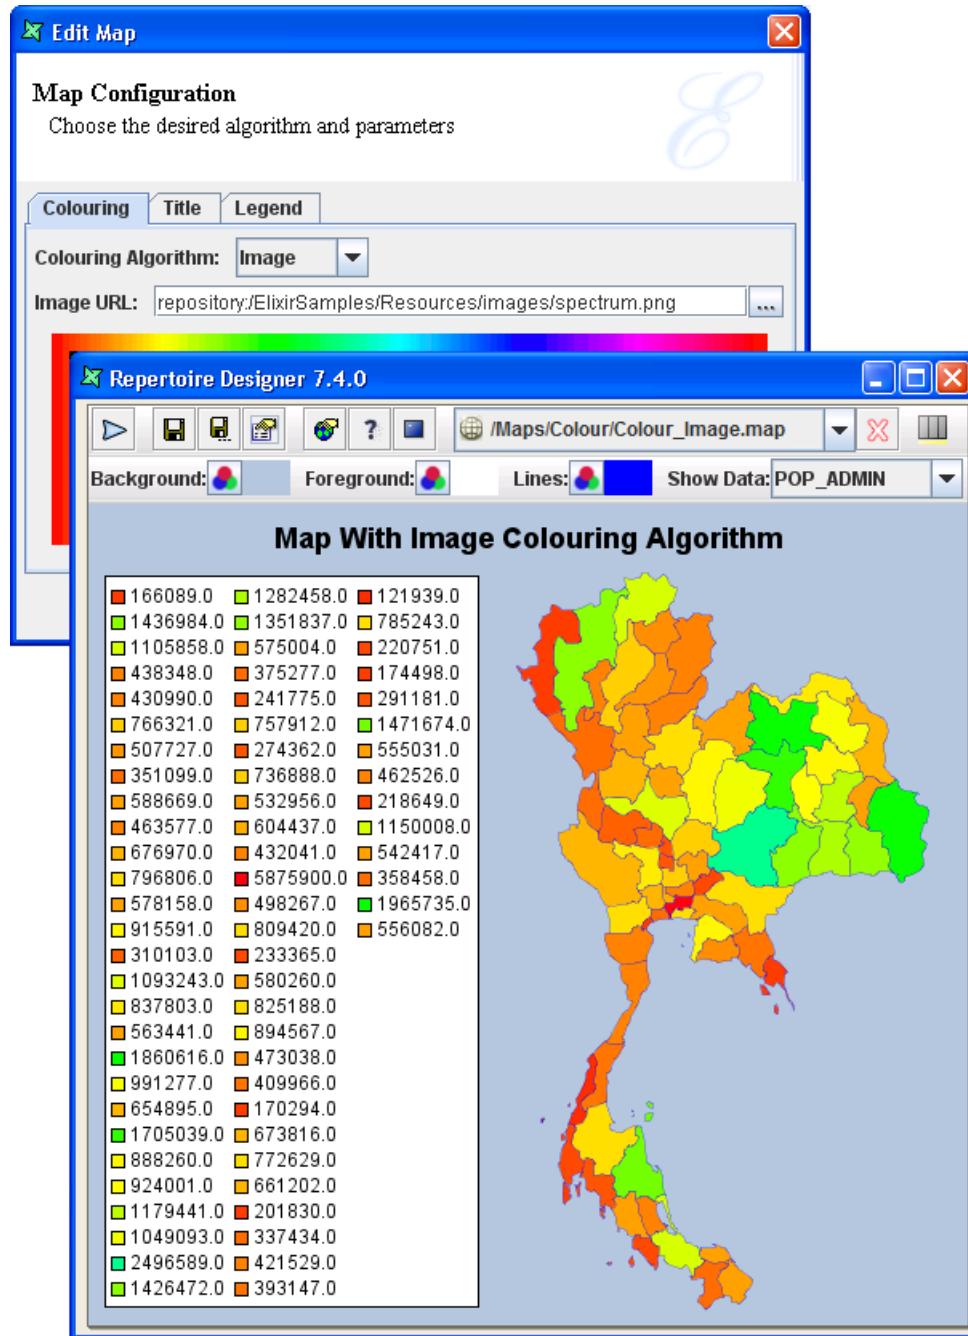 Edit Map
Map Configuration
Choose the desired algorithm and parameters
Colouring Title Legend
Colouring Algorithm: Image
Image URL: repository:/ElixirSamples/Resources/images/spectrum.png ...
Repertoire Designer 7.4.0
/Maps/Colour/Colour_Image.map
Background: Foreground: Lines: Show Data: POP_ADMIN
Map With Image Colouring Algorithm
166089.0 1282458.0 121939.0
1436984.0 1351837.0 785243.0
1105858.0 575004.0 220751.0
438348.0 375277.0 174498.0
430990.0 241775.0 291181.0
766321.0 757912.0 1471674.0
507727.0 274362.0 555031.0
351099.0 736888.0 462526.0
588669.0 532956.0 218649.0
463577.0 604437.0 1150008.0
676970.0 432041.0 542417.0
796806.0 5875900.0 358458.0
578158.0 498267.0 1965735.0
915591.0 809420.0 556082.0
310103.0 233365.0
1093243.0 580260.0
837803.0 825188.0
563441.0 894567.0
1860616.0 473038.0
991277.0 409966.0
654895.0 170294.0
1705039.0 673816.0
888260.0 772629.0
924001.0 661202.0
1179441.0 201830.0
1049093.0 337434.0
2496589.0 421529.0
1426472.0 393147.0